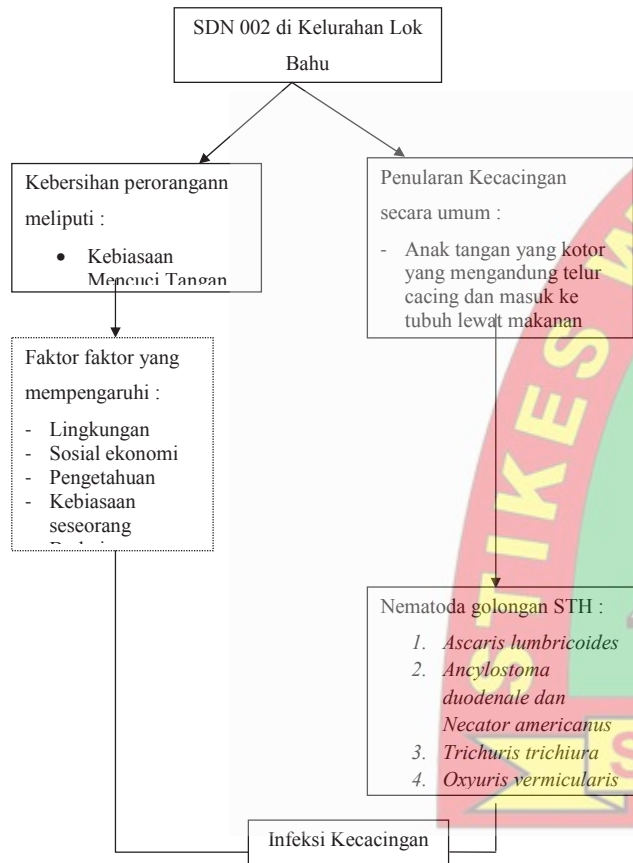 SDN 002 di Kelurahan Lok
Bahu
Kebersihan perorangann
meliputi :
• Kebiasaan
Mencuci Tangan
Faktor faktor yang
mempengaruhi :
- Lingkungan
- Sosial ekonomi
- Pengetahuan
- Kebiasaan
seseorang
Penularan Kecacingan
secara umum :
- Anak tangan yang kotor
yang mengandung telur
cacing dan masuk ke
tubuh lewat makanan
Nematoda golongan STH :
1. Ascaris lumbricoides
2. Ancylostoma
duodenale dan
Necator americanus
3. Trichuris trichiura
4. Oxyuris vermicularis
Infeksi Kecacingan
STIKES W
S